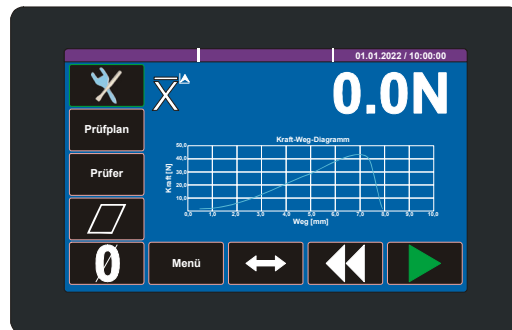 01.01.2022 / 10:00:00
X
0.0N
Prüfplan
Prüfer
Kraft-Weg-Diagramm
Kraft [N]
50,0
40,0
30,0
20,0
10,0
0,0 1,0 2,0 3,0 4,0 5,0 6,0 7,0 8,0 9,0 10,0
Weg [mm]
0
Menü